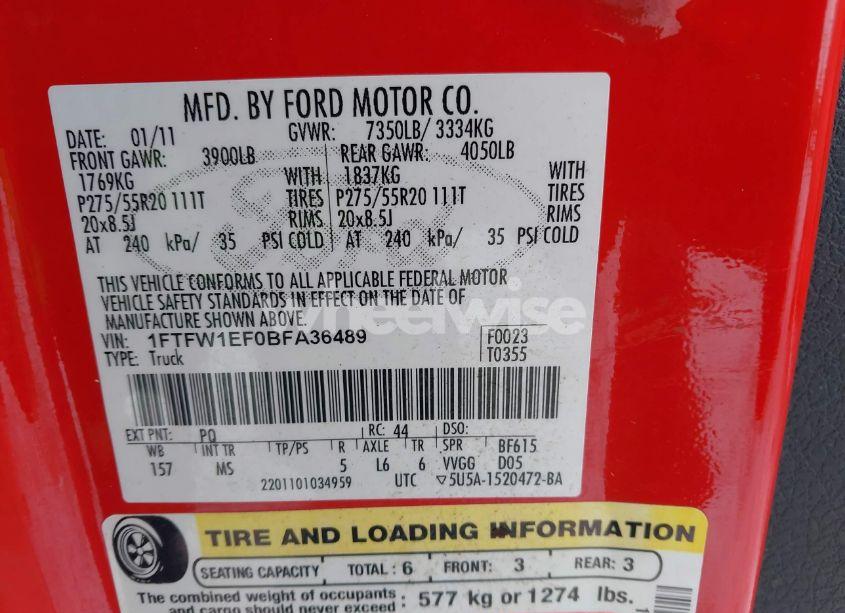 MFD. BY FORD MOTOR CO.
DATE: 01/11 GVWR: 7350LB/ 3334KG
FRONT GAWR: 3900LB REAR GAWR: 4050LB
1769KG WITH 1837KG WITH
P275/55R20 111T TIRES P275/55R20 111T TIRES
20x8.5J RIMS 20x8.5J RIMS
AT 240 kPa/ 35 PSI COLD AT 240 kPa/ 35 PSI COLD
THIS VEHICLE CONFORMS TO ALL APPLICABLE FEDERAL MOTOR
VEHICLE SAFETY STANDARDS IN EFFECT ON THE DATE OF
MANUFACTURE SHOWN ABOVE.
VIN: 1FTFW1EF0BFA36489 F0023
TYPE: Truck T0355
EXT PNT: PQ RC: 44 DSO:
WB INT TR TP/PS R AXLE TR SPR BF615
157 MS 5 L6 6 VVGG D05
2201101034959 UTC ▽5U5A-1520472-BA
TIRE AND LOADING INFORMATION
SEATING CAPACITY TOTAL: 6 FRONT: 3 REAR: 3
The combined weight of occupants 577 kg or 1274 lbs.
and cargo should never exceed
wheelwise